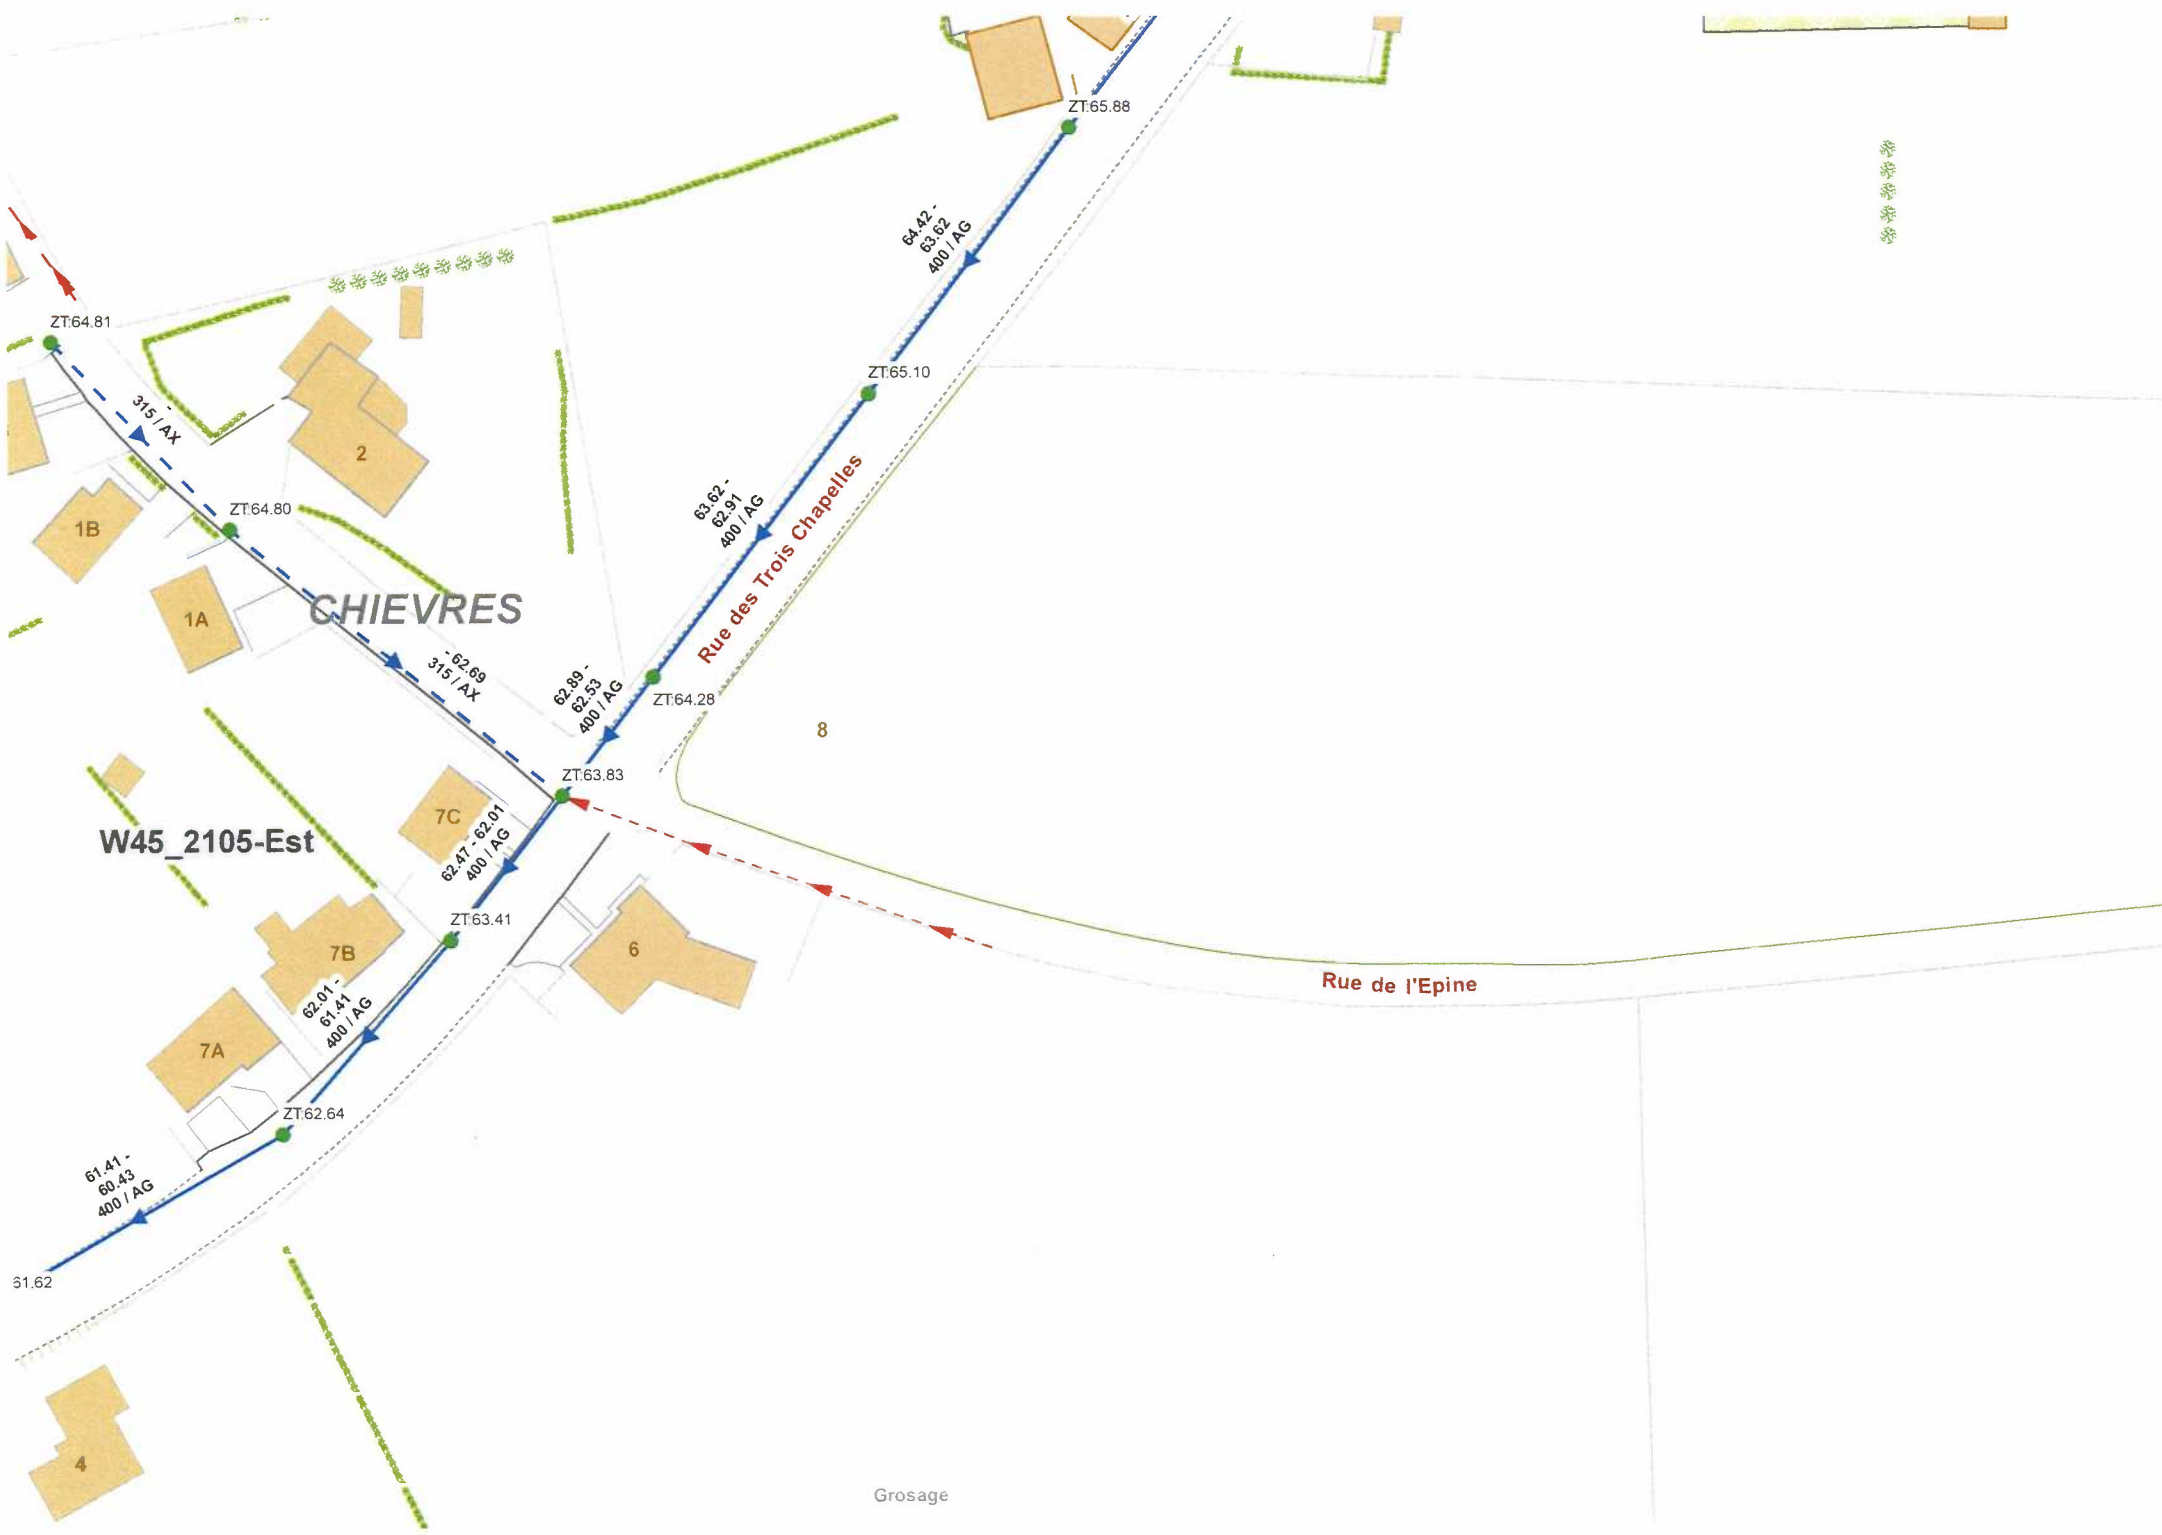 ZT:65.88
64.42 -
63.62
400 / AG
ZT:64.81
ZT:65.10
-
315 / AX
2
63.62 -
62.91
400 / AG
Rue des Trois Chapelles
ZT:64.80
1B
CHIEVRES
1A
- 62.69
315 / AX
62.89 -
62.53
400 / AG
ZT:64.28
8
ZT:63.83
7C
62.47 - 62.01
400 / AG
W45_2105-Est
ZT:63.41
7B
6
Rue de l'Epine
62.01 -
61.41
400 / AG
7A
ZT:62.64
61.41 -
60.43
400 / AG
61.62
4
Grosage